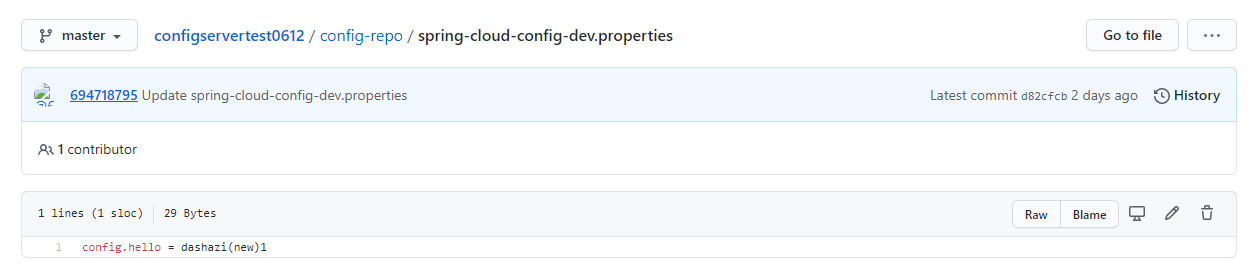 master configservertest0612 / config-repo / spring-cloud-config-dev.properties Go to file ...
694718795 Update spring-cloud-config-dev.properties Latest commit d82cfcb 2 days ago History
1 contributor
1 lines (1 sloc) 29 Bytes Raw Blame
1 config.hello = dashazi(new)1